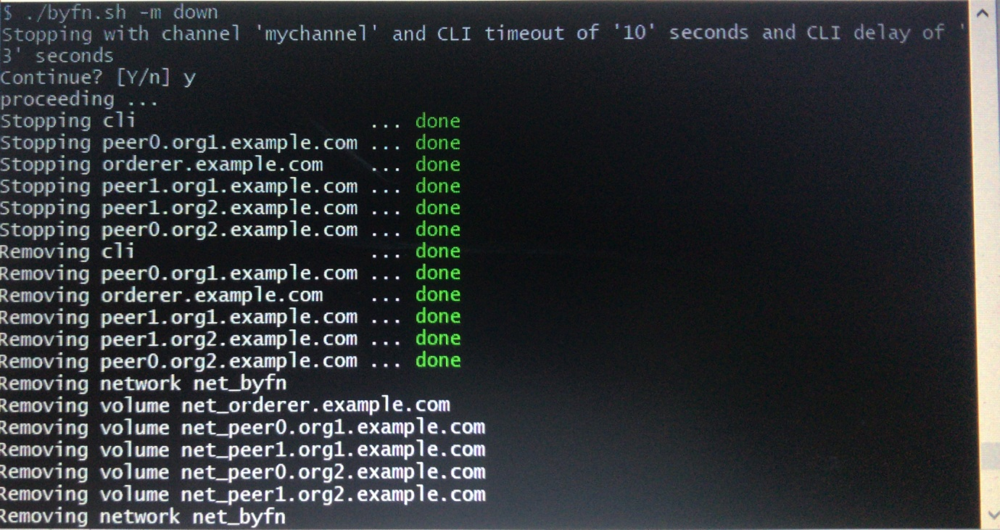 $ ./byfn.sh -m down
Stopping with channel 'mychannel' and CLI timeout of '10' seconds and CLI delay of '
3' seconds
Continue? [Y/n] y
proceeding ...
Stopping cli                    ... done
Stopping peer0.org1.example.com ... done
Stopping orderer.example.com    ... done
Stopping peer1.org1.example.com ... done
Stopping peer1.org2.example.com ... done
Stopping peer0.org2.example.com ... done
Removing cli                    ... done
Removing peer0.org1.example.com ... done
Removing orderer.example.com    ... done
Removing peer1.org1.example.com ... done
Removing peer1.org2.example.com ... done
Removing peer0.org2.example.com ... done
Removing network net_byfn
Removing volume net_orderer.example.com
Removing volume net_peer0.org1.example.com
Removing volume net_peer1.org1.example.com
Removing volume net_peer0.org2.example.com
Removing volume net_peer1.org2.example.com
Removing network net_byfn